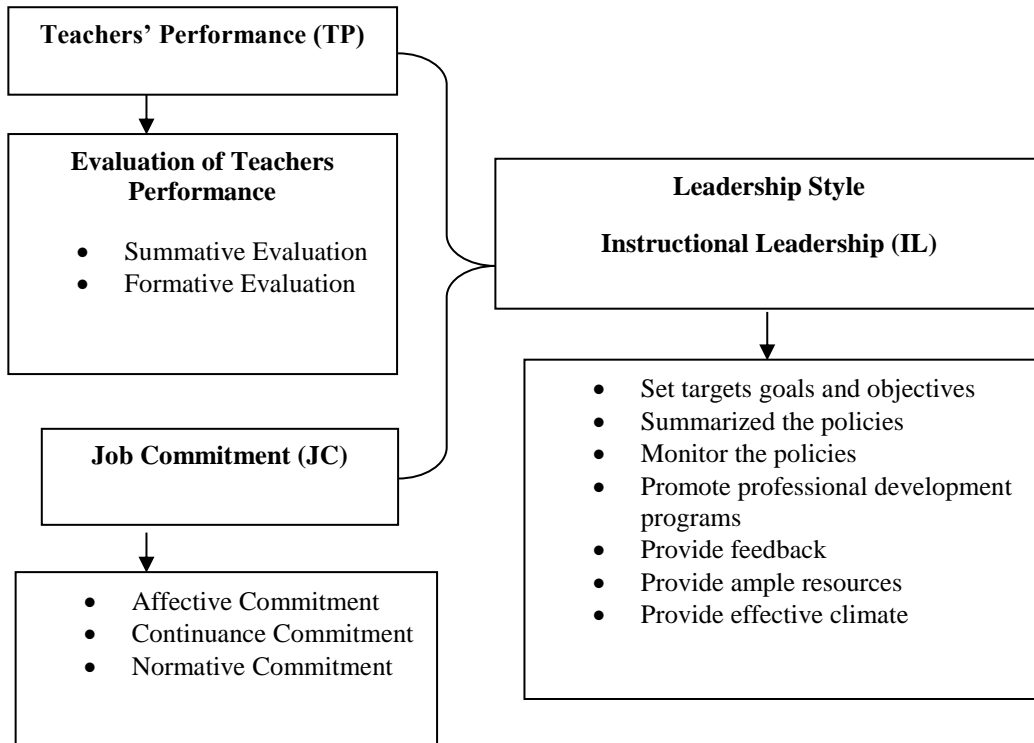 Teachers’ Performance (TP)
Evaluation of Teachers
Performance
• Summative Evaluation
• Formative Evaluation
Job Commitment (JC)
• Affective Commitment
• Continuance Commitment
• Normative Commitment
Leadership Style
Instructional Leadership (IL)
• Set targets goals and objectives
• Summarized the policies
• Monitor the policies
• Promote professional development
programs
• Provide feedback
• Provide ample resources
• Provide effective climate